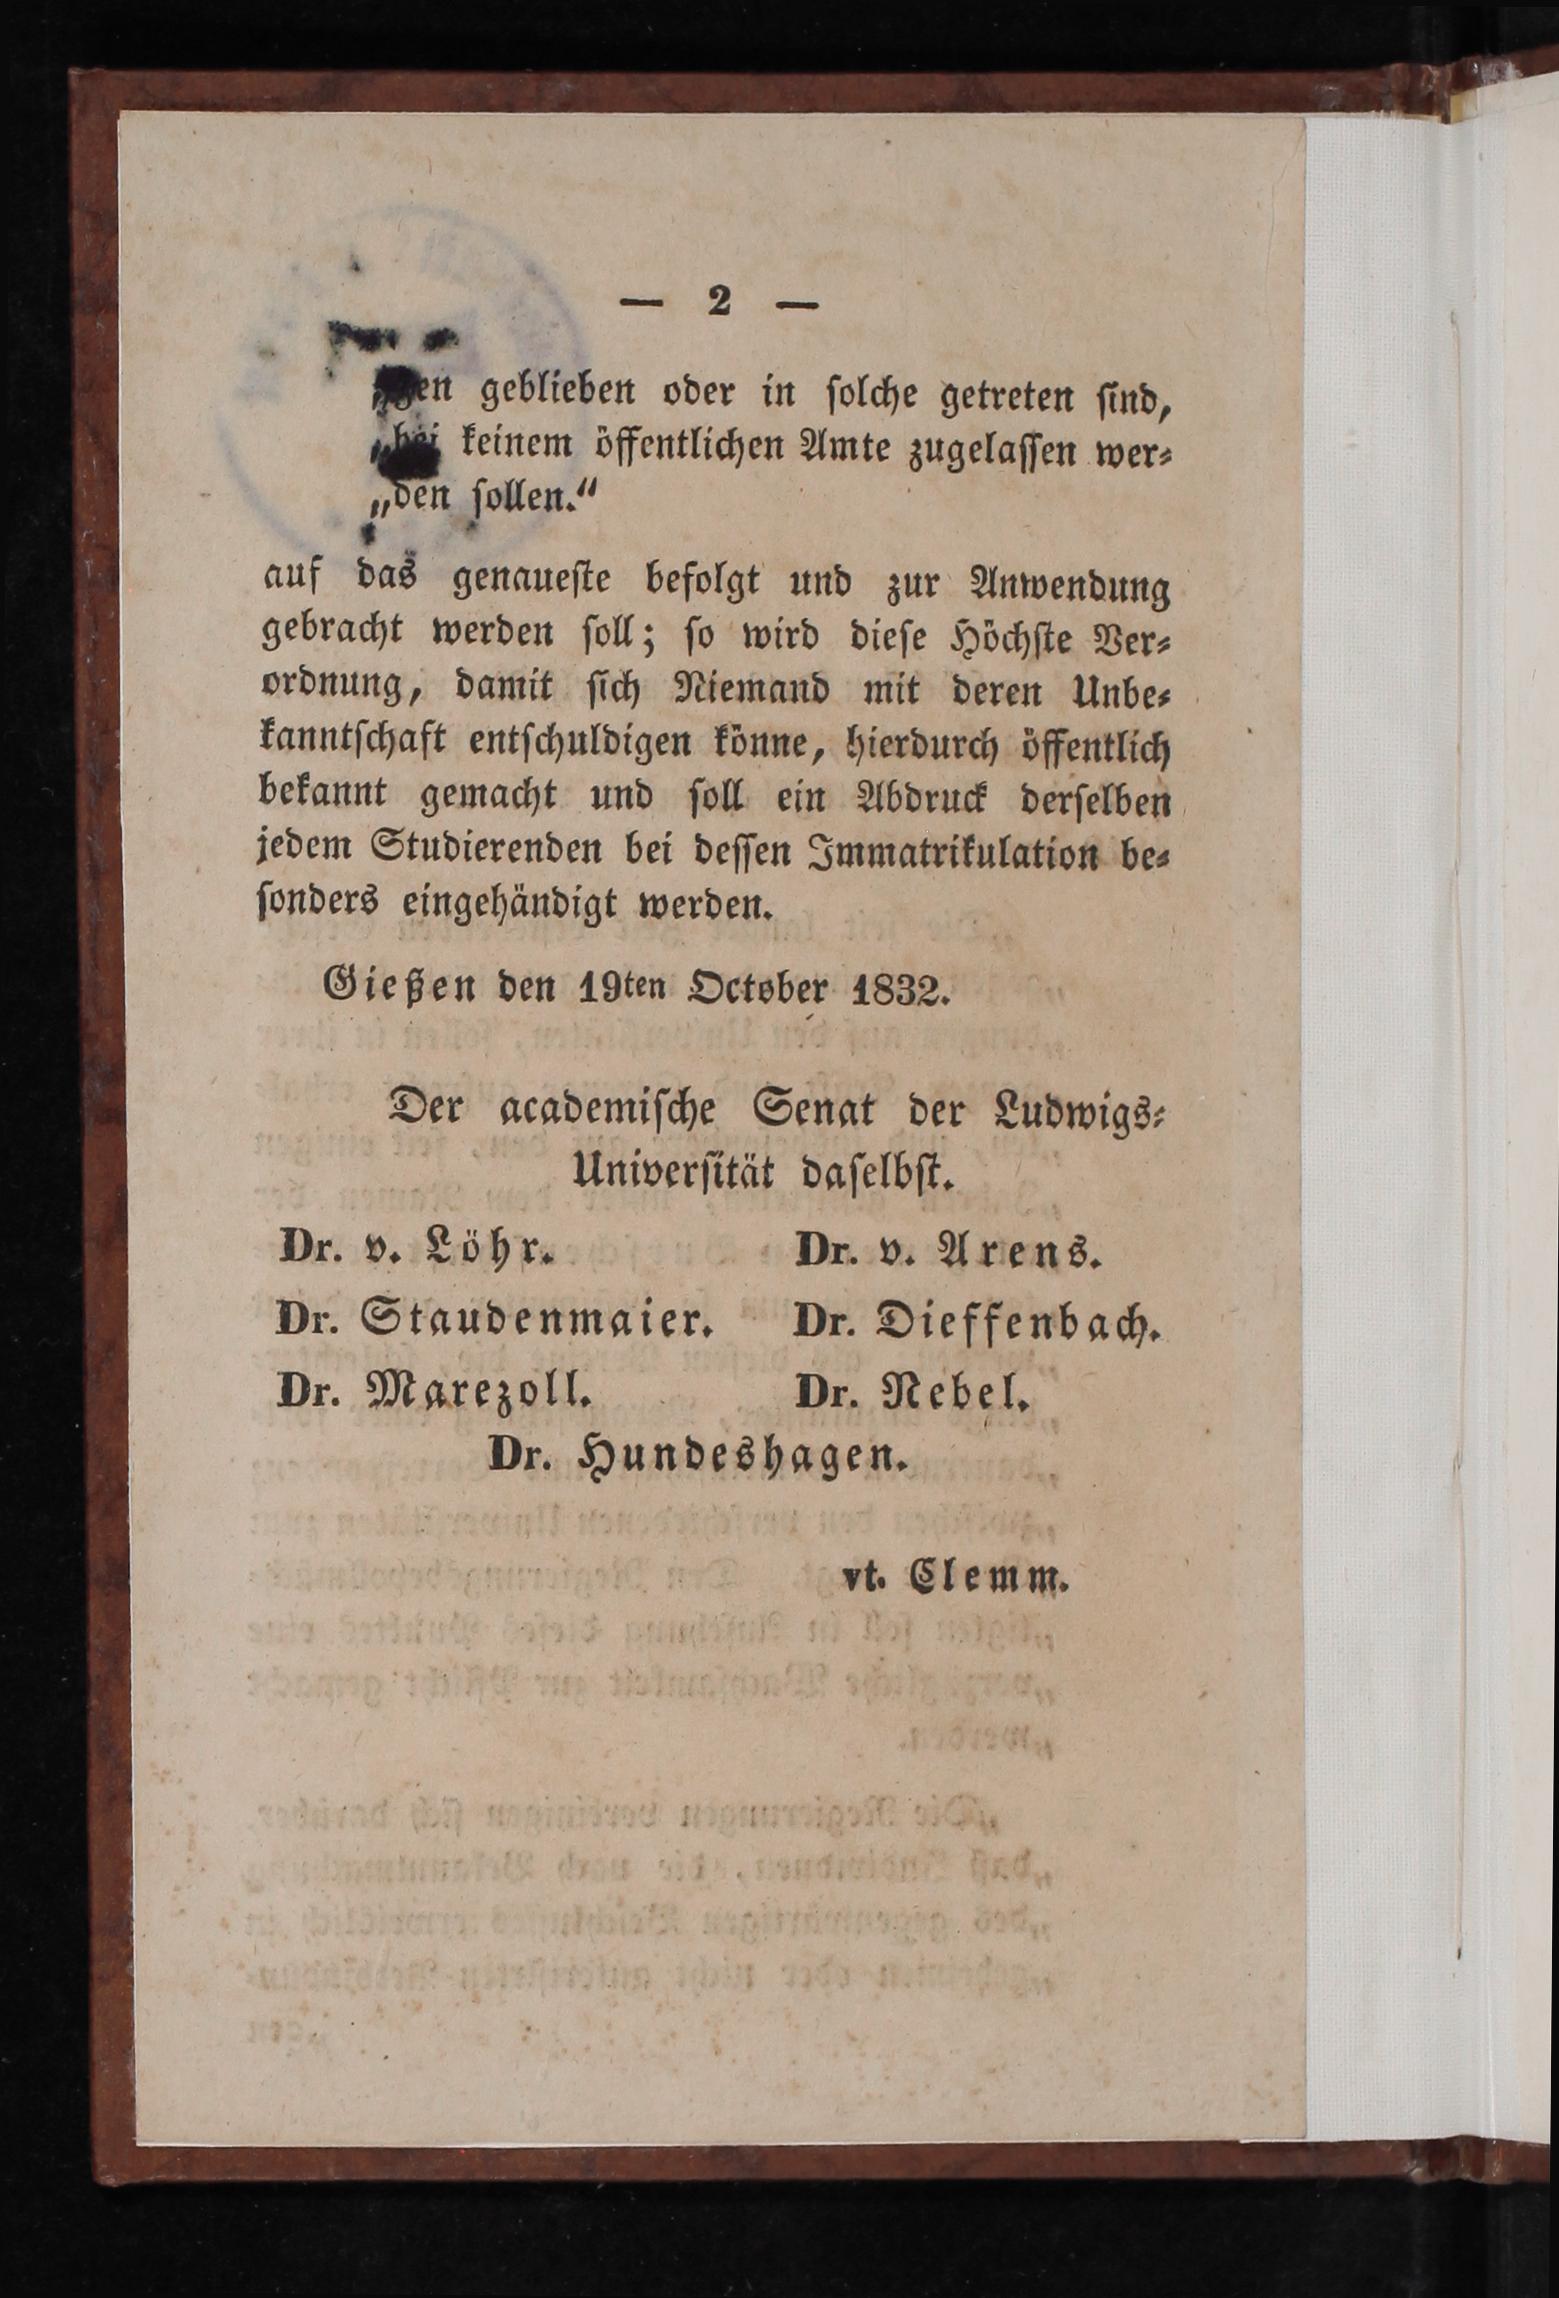 — 2 —
„gen geblieben oder in solche getreten sind,
„bei keinem öffentlichen Amte zugelassen wer-
„den sollen.“
auf das genaueste befolgt und zur Anwendung
gebracht werden soll; so wird diese Höchste Ver-
ordnung, damit sich Niemand mit deren Unbe-
kanntschaft entschuldigen könne, hierdurch öffentlich
bekannt gemacht und soll ein Abdruck derselben
jedem Studierenden bei dessen Immatrikulation be-
sonders eingehändigt werden.
Gießen den 19ten October 1832.
Der academische Senat der Ludwigs-
Universität daselbst.
Dr. v. Löhr. Dr. v. Arens.
Dr. Staudenmaier. Dr. Dieffenbach.
Dr. Marezoll. Dr. Nebel.
Dr. Hundeshagen.
vt. Clemm.